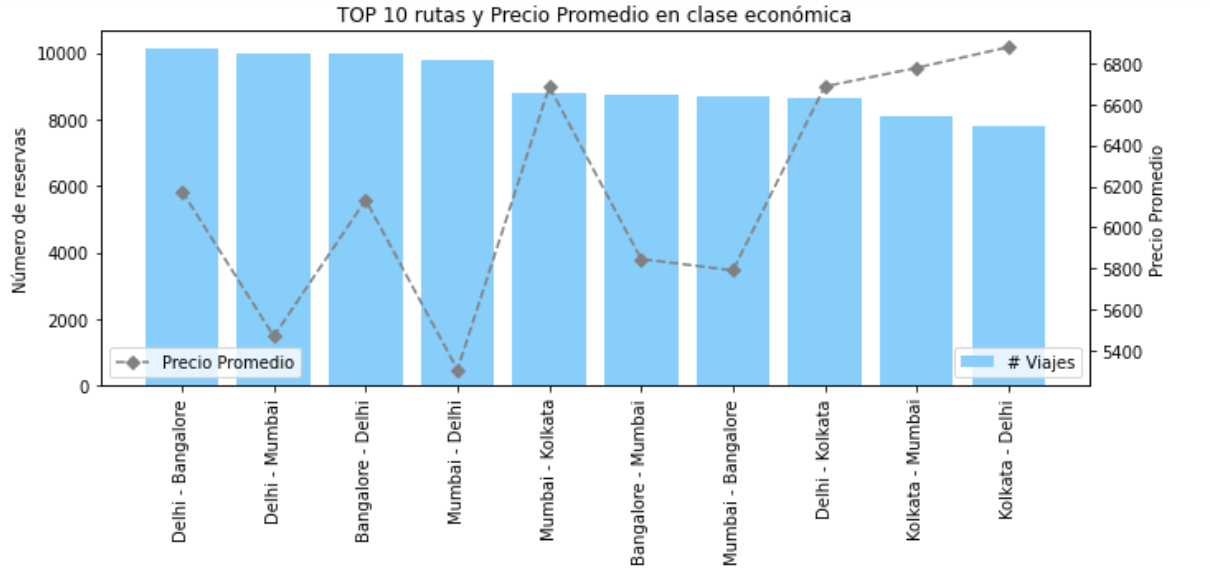 TOP 10 rutas y Precio Promedio en clase económica
Número de reservas
10000
8000
6000
4000
2000
0
Precio Promedio
# Viajes
6800
6600
6400
6200
6000
5800
5600
5400
Precio Promedio
Delhi - Bangalore
Delhi - Mumbai
Bangalore - Delhi
Mumbai - Delhi
Mumbai - Kolkata
Bangalore - Mumbai
Mumbai - Bangalore
Delhi - Kolkata
Kolkata - Mumbai
Kolkata - Delhi